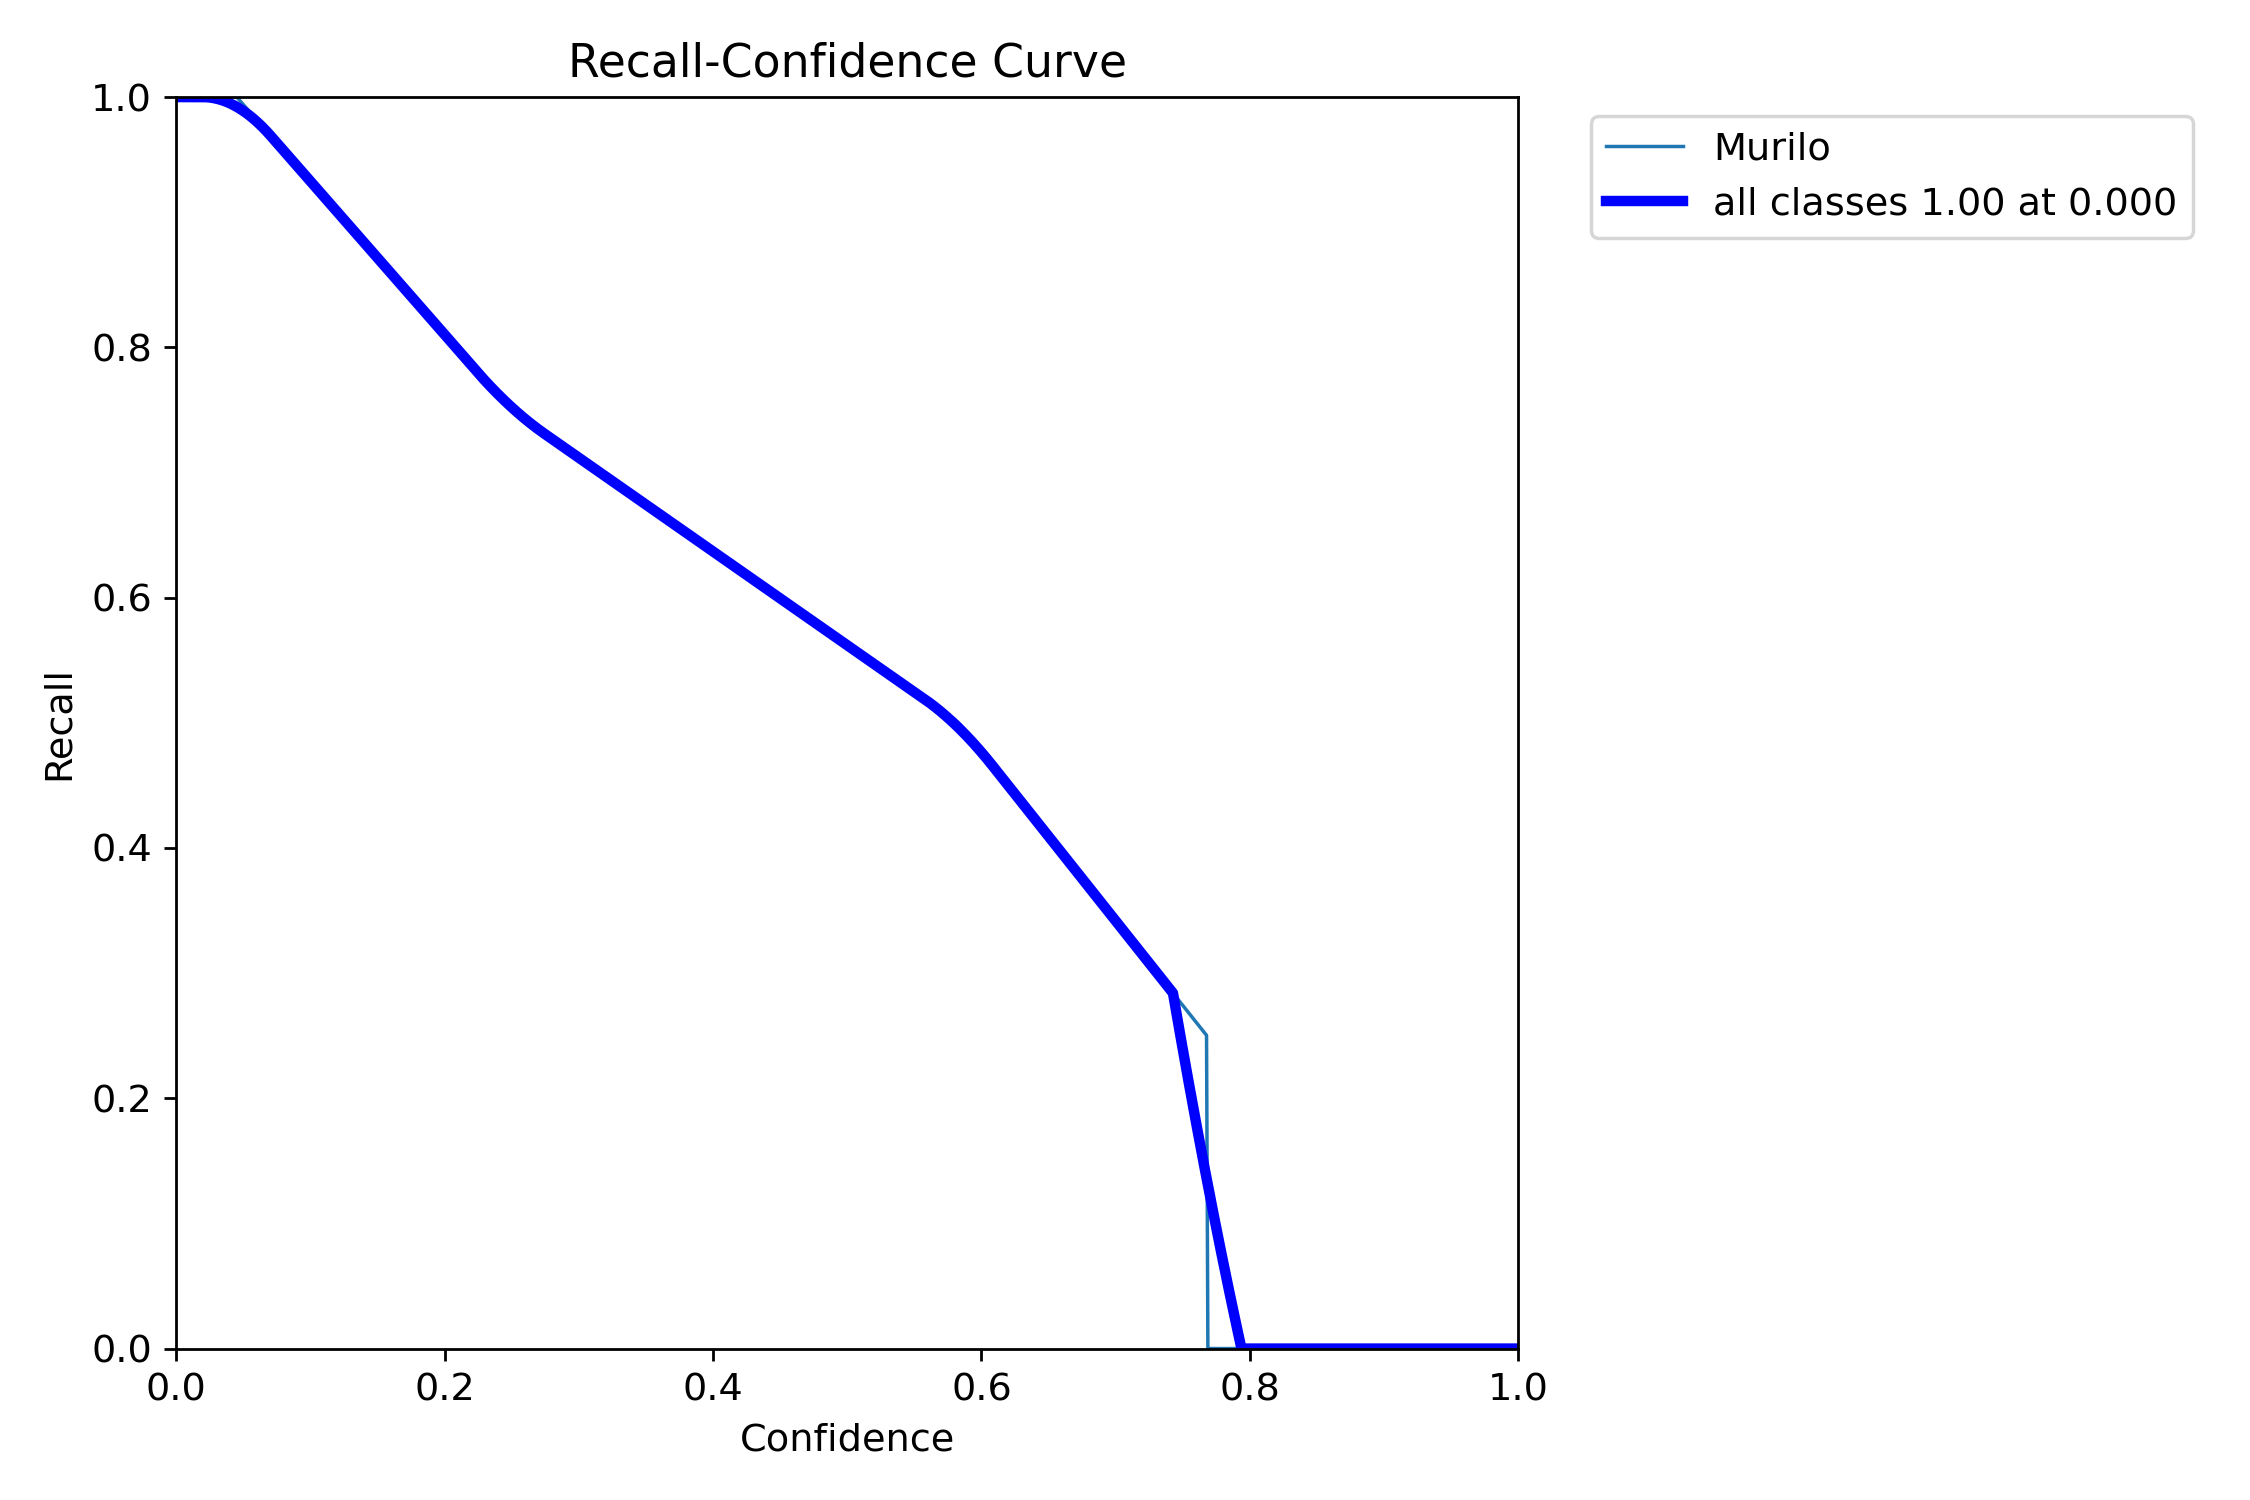 Recall-Confidence Curve
1.0
0.8
0.6
0.4
0.2
0.0
Recall
0.0 0.2 0.4 0.6 0.8 1.0
Confidence
Murilo
all classes 1.00 at 0.000